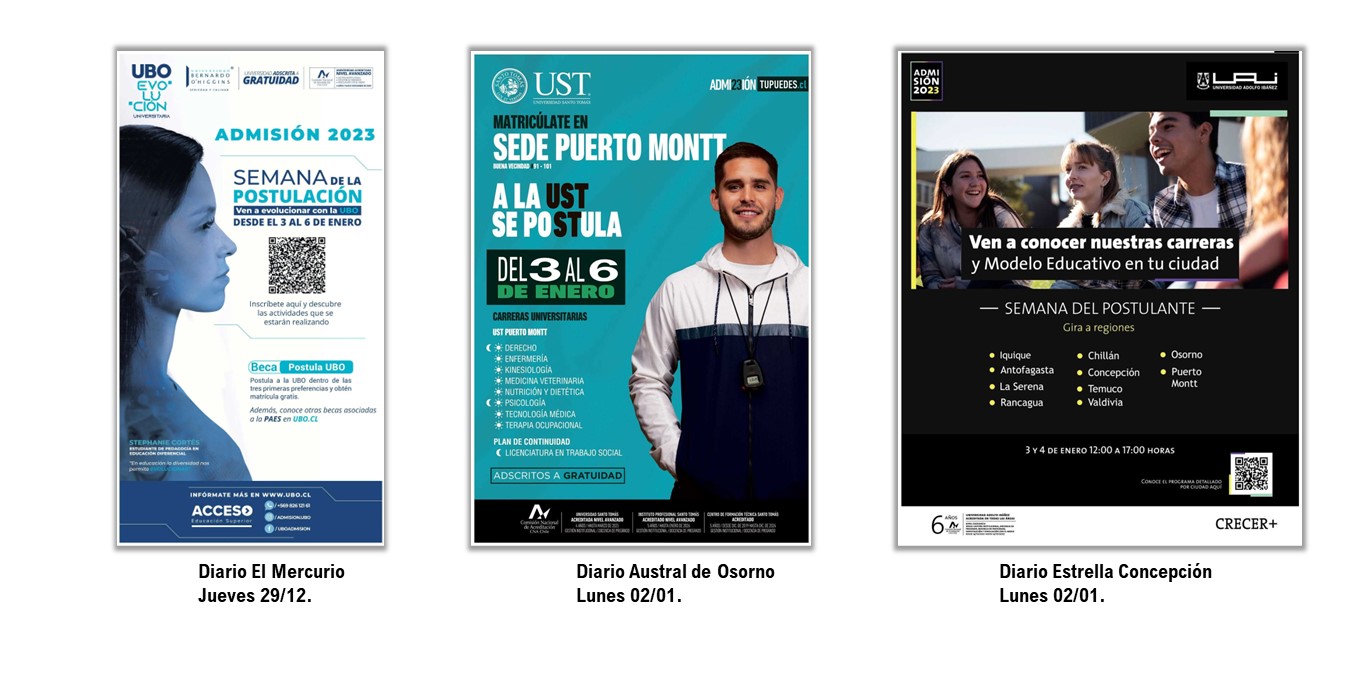 UBO
EVO
LU
CIÓN
UNIVERSITARIA
UNIVERSIDAD
BERNARDO
O'HIGGINS
UNIVERSIDAD ADSCRITA A
GRATUIDAD
ADMISIÓN 2023
SEMANA DE LA
POSTULACIÓN
Ven a evolucionar con la UBO
DESDE EL 3 AL 6 DE ENERO
Inscríbete aquí y descubre
las actividades que se
estarán realizando
Beca Postula UBO
Postula a la UBO dentro de las
tres primeras preferencias y obtén
matrícula gratis.
Además, conoce otras becas asociadas
a la PAES en UBO.CL
STEPHANIE CORTÉS
ESTUDIANTE DE PEDAGOGÍA EN
EDUCACIÓN DIFERENCIAL
"En educación la diversidad nos
permite
INFÓRMATE MÁS EN WWW.UBO.CL
ACCESO
Educación Superior
/ +569 826 121 61
/ ADMISION.UBO
/ UBOADMISION
Diario El Mercurio
Jueves 29/12.
SANTO TOMÁS
UST
UNIVERSIDAD SANTO TOMÁS
ADMI23IÓN TUPUEDES.cl
MATRICÚLATE EN
SEDE PUERTO MONTT
BUENA VECINDAD 91 - 101
A LA UST
SE POSTULA
DEL 3 AL 6
DE ENERO
CARRERAS UNIVERSITARIAS
UST PUERTO MONTT
DERECHO
ENFERMERÍA
KINESIOLOGÍA
MEDICINA VETERINARIA
NUTRICIÓN Y DIETÉTICA
PSICOLOGÍA
TECNOLOGÍA MÉDICA
TERAPIA OCUPACIONAL
PLAN DE CONTINUIDAD
LICENCIATURA EN TRABAJO SOCIAL
ADSCRITOS A GRATUIDAD
Comisión Nacional
de Acreditación
CNA-Chile
UNIVERSIDAD SANTO TOMÁS
ACREDITADA NIVEL AVANZADO
INSTITUTO PROFESIONAL SANTO TOMÁS
ACREDITADO NIVEL AVANZADO
CENTRO DE FORMACIÓN TÉCNICA SANTO TOMÁS
ACREDITADO
Diario Austral de Osorno
Lunes 02/01.
ADMI
SIÓN
2023
UAI
UNIVERSIDAD ADOLFO IBÁÑEZ
Ven a conocer nuestras carreras
y Modelo Educativo en tu ciudad
SEMANA DEL POSTULANTE
Gira a regiones
Iquique
Antofagasta
La Serena
Rancagua
Chillán
Concepción
Temuco
Valdivia
Osorno
Puerto
Montt
3 Y 4 DE ENERO 12:00 A 17:00 HORAS
CONOCE EL PROGRAMA DETALLADO
POR CIUDAD AQUÍ
6 AÑOS
UNIVERSIDAD ADOLFO IBÁÑEZ
CRECER+
Diario Estrella Concepción
Lunes 02/01.